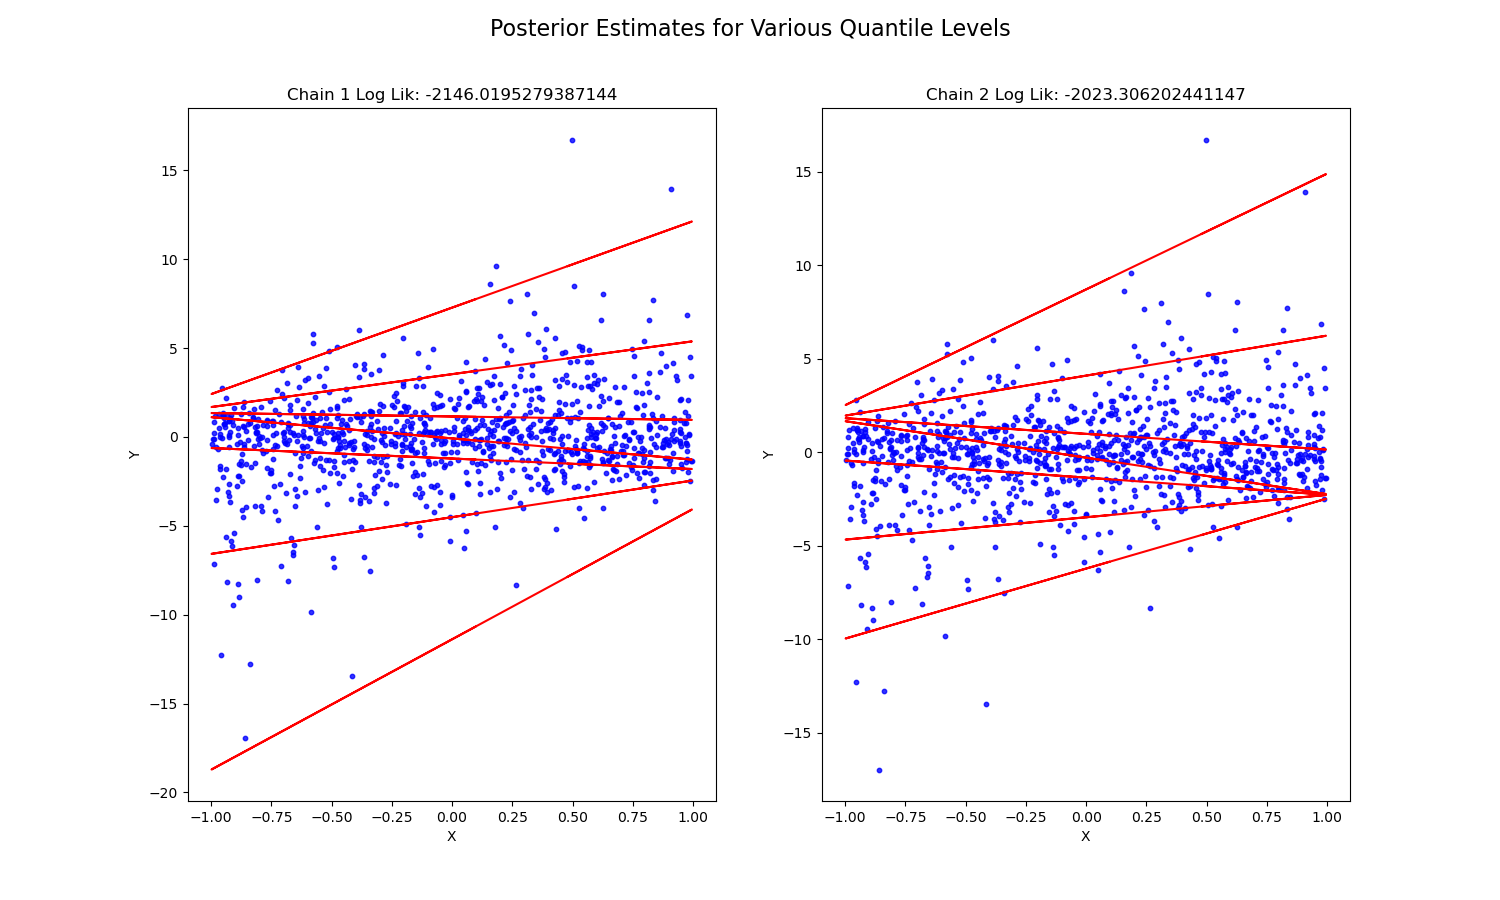 Posterior Estimates for Various Quantile Levels
Chain 1 Log Lik: -2146.0195279387144
15
10
5
0
−5
−10
−15
−20
Y
−1.00 −0.75 −0.50 −0.25 0.00 0.25 0.50 0.75 1.00
X
Chain 2 Log Lik: -2023.306202441147
15
10
5
0
−5
−10
−15
Y
−1.00 −0.75 −0.50 −0.25 0.00 0.25 0.50 0.75 1.00
X